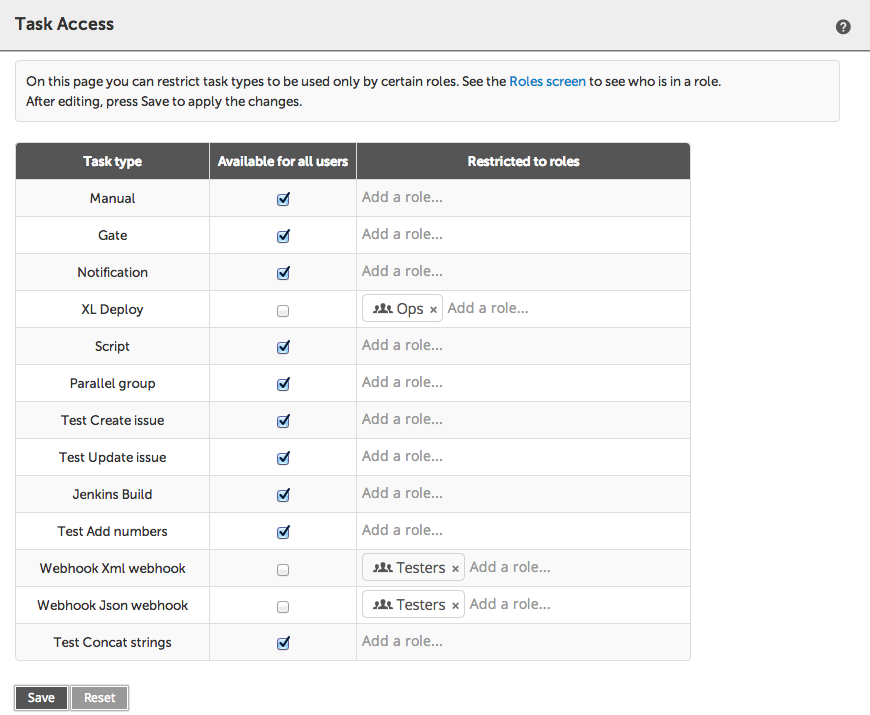 Task Access
?
On this page you can restrict task types to be used only by certain roles. See the Roles screen to see who is in a role.
After editing, press Save to apply the changes.
Task type Available for all users Restricted to roles
Manual Add a role...
Gate Add a role...
Notification Add a role...
XL Deploy Ops × Add a role...
Script Add a role...
Parallel group Add a role...
Test Create issue Add a role...
Test Update issue Add a role...
Jenkins Build Add a role...
Test Add numbers Add a role...
Webhook Xml webhook Testers × Add a role...
Webhook Json webhook Testers × Add a role...
Test Concat strings Add a role...
Save Reset